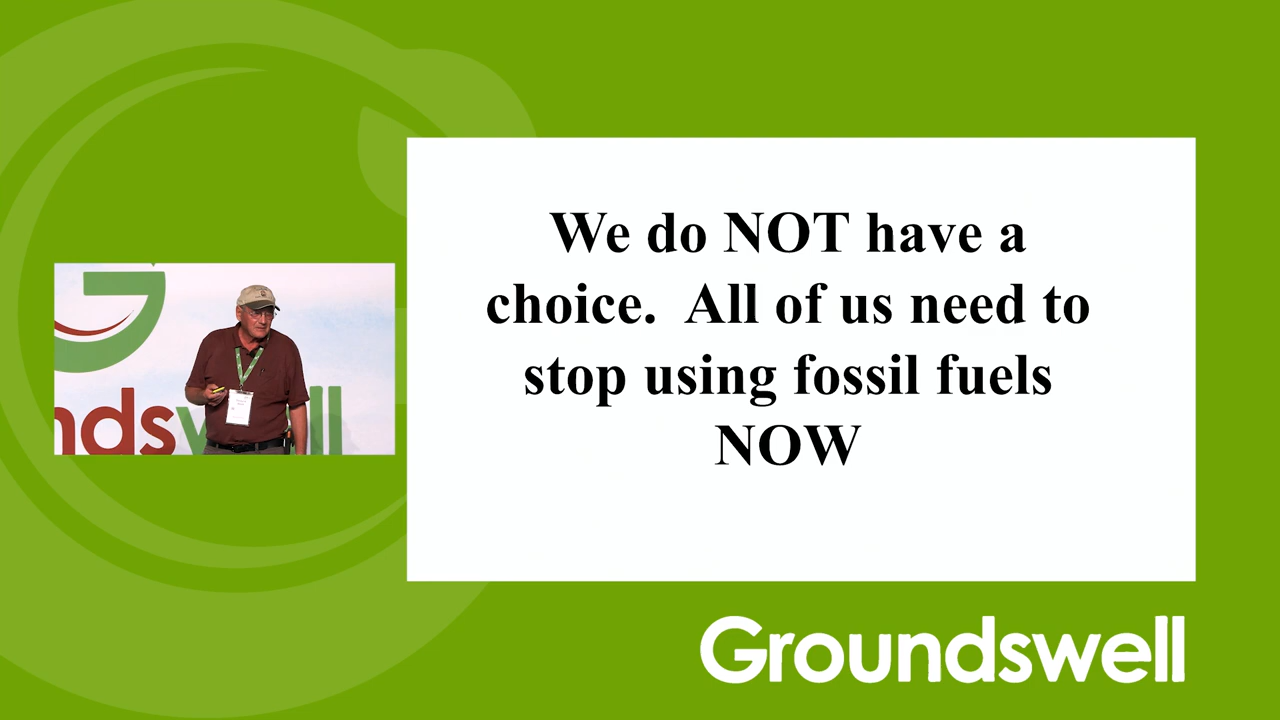 We do NOT have a
choice.  All of us need to
stop using fossil fuels
NOW
ndswell
Groundswell